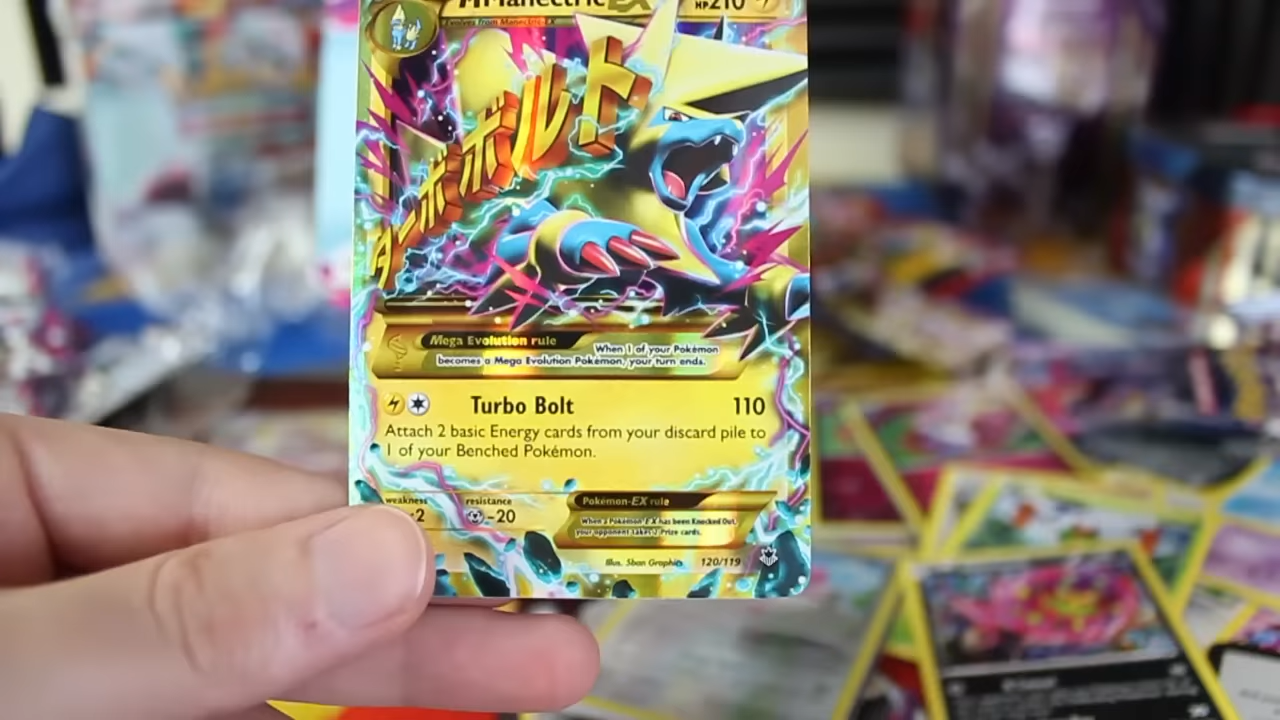 MManectric EX HP210
Evolves from Manectric-EX
ターボボルト
Mega Evolution rule
When 1 of your Pokémon
becomes a Mega Evolution Pokémon, your turn ends.
Turbo Bolt 110
Attach 2 basic Energy cards from your discard pile to
1 of your Benched Pokémon.
weakness resistance Pokémon-EX rule
×2 -20 When a Pokémon-EX has been Knocked Out,
your opponent takes 2 Prize cards.
Illus. 5ban Graphics 120/119